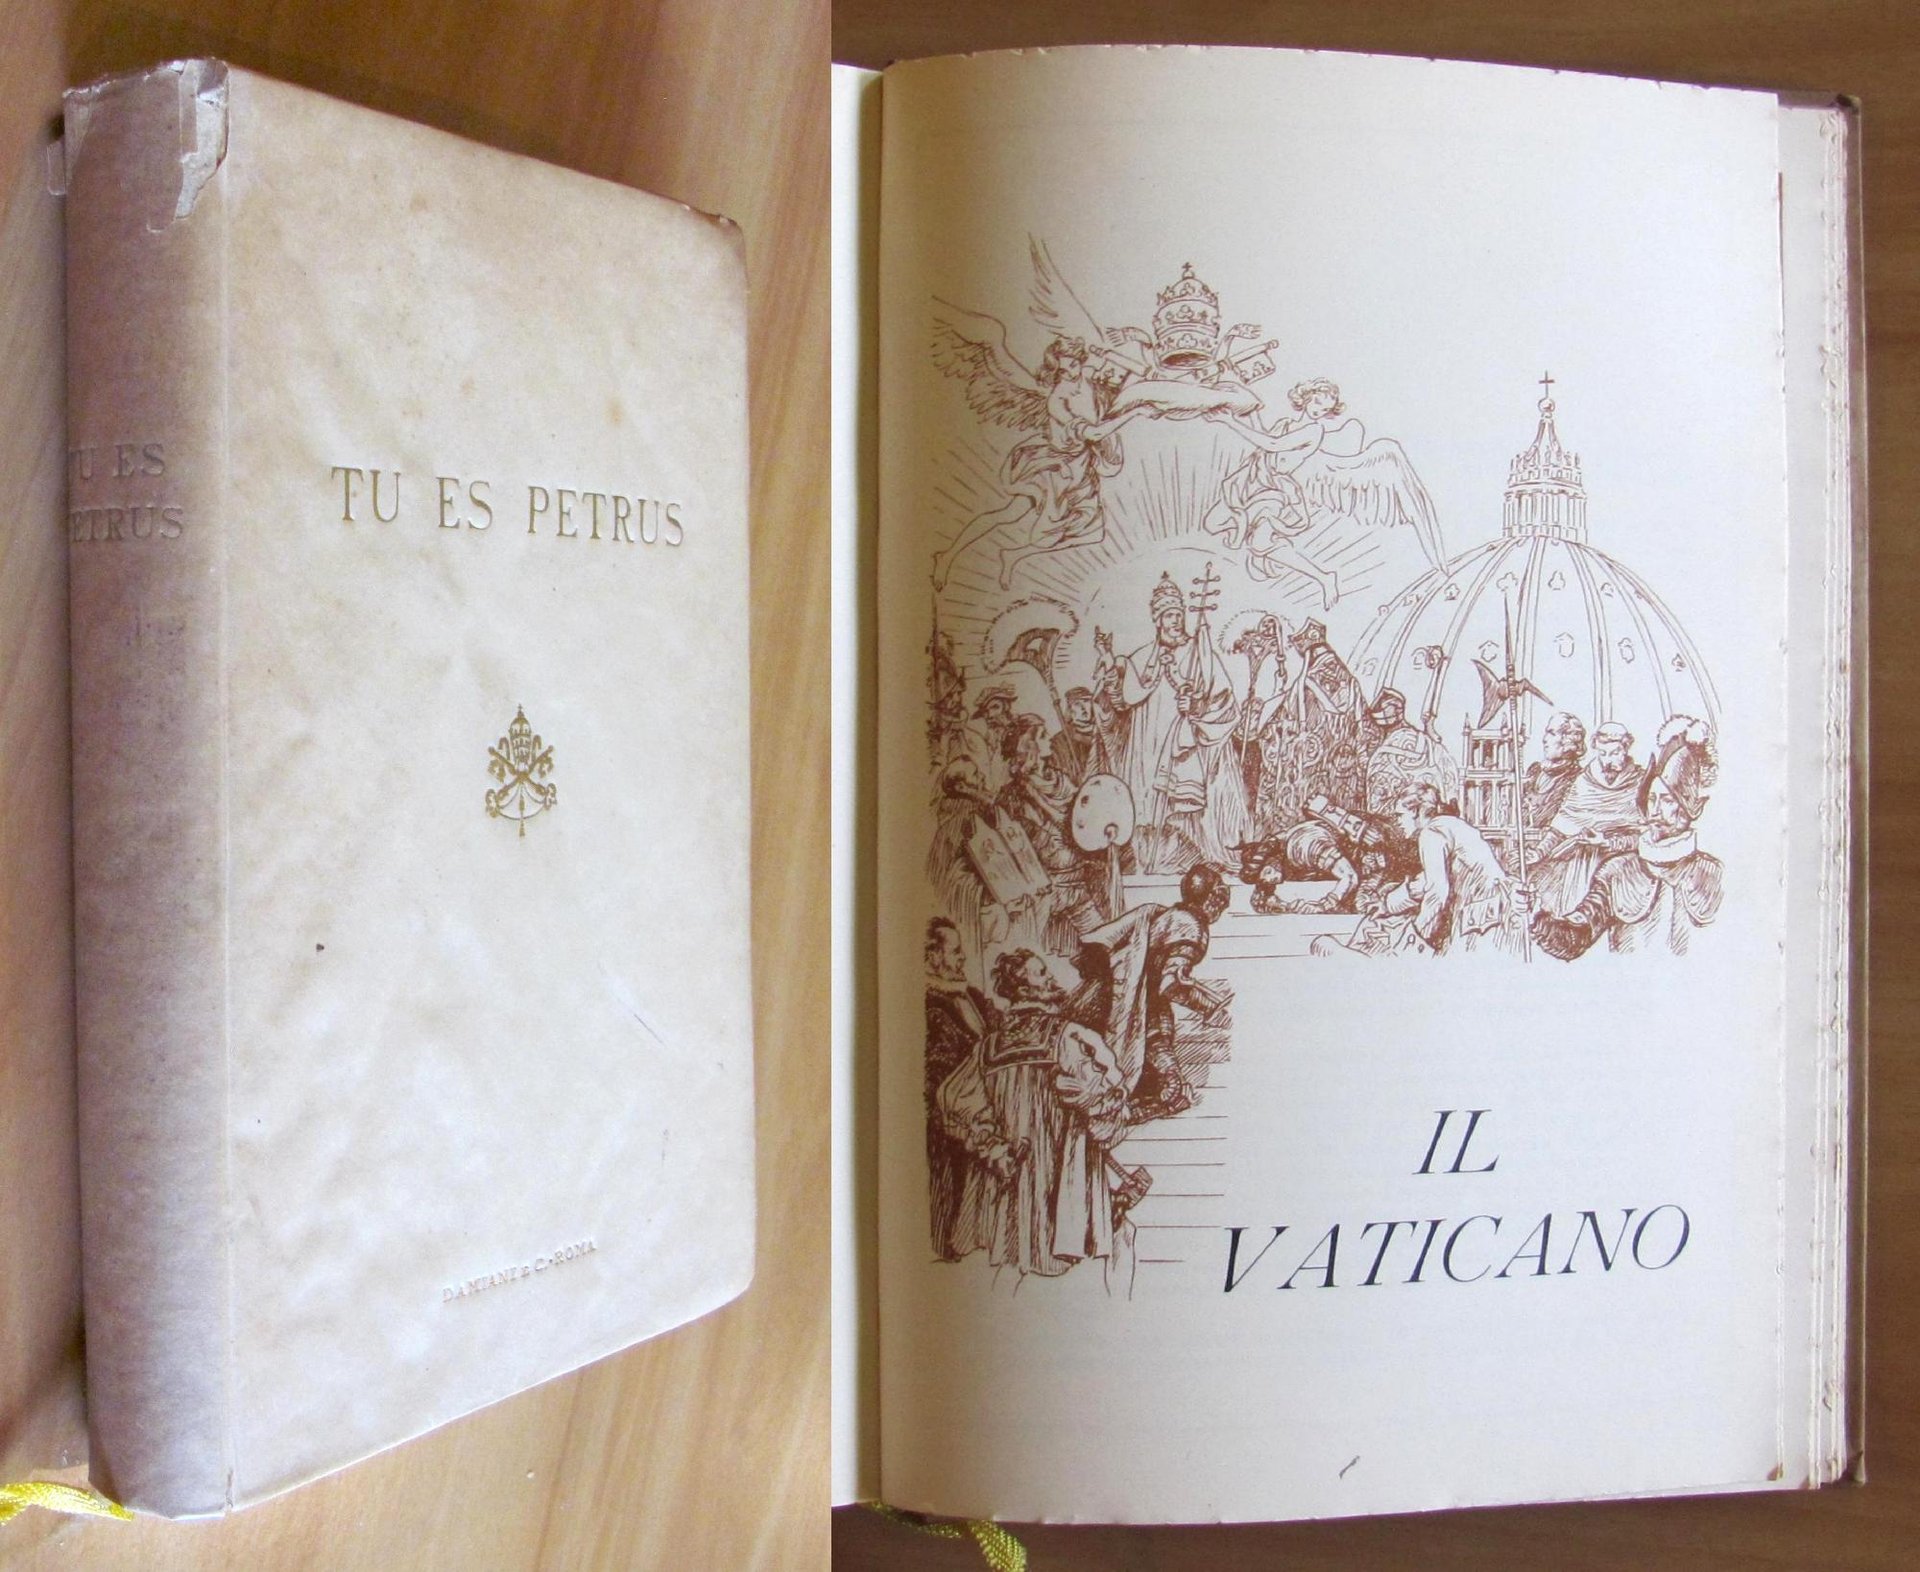 TU ES
PETRUS
TU ES PETRUS
DAMIANI E C. • ROMA
IL
VATICANO